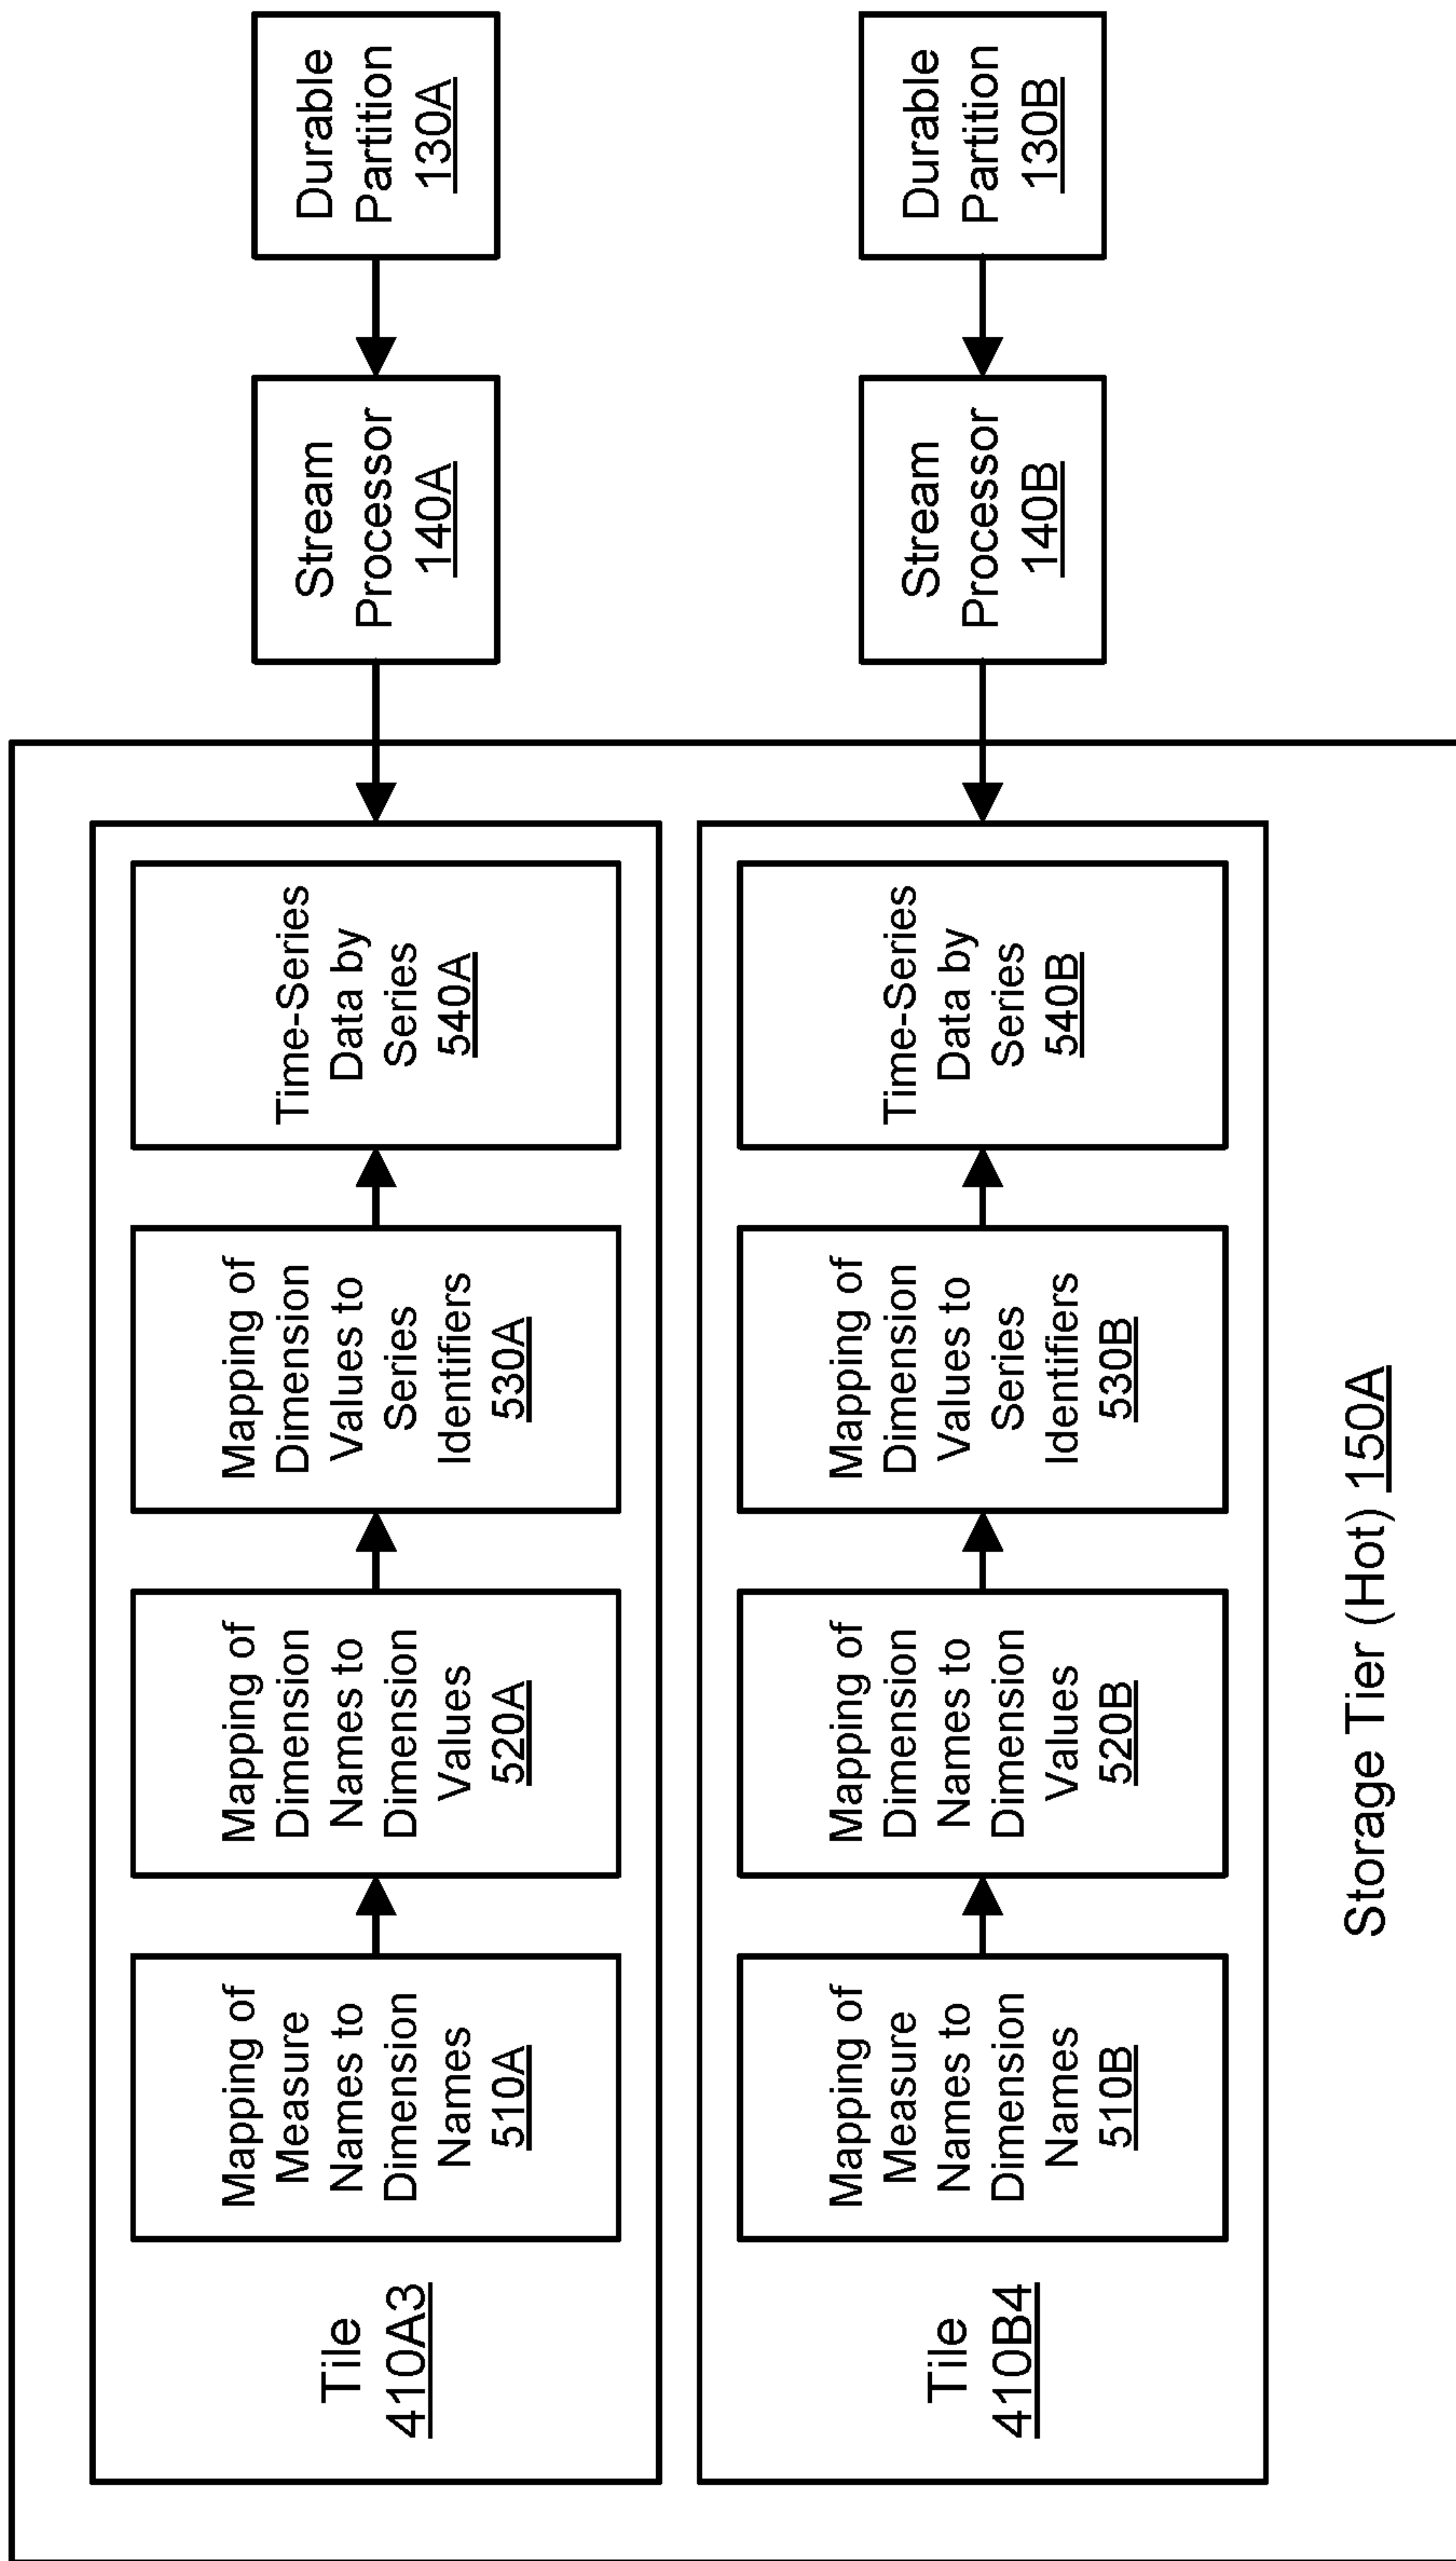 Tile
410A3
Mapping of
Measure
Names to
Dimension
Names
510A
Mapping of
Dimension
Names to
Dimension
Values
520A
Mapping of
Dimension
Values to
Series
Identifiers
530A
Time-Series
Data by
Series
540A
Stream
Processor
140A
Durable
Partition
130A
Tile
410B4
Mapping of
Measure
Names to
Dimension
Names
510B
Mapping of
Dimension
Names to
Dimension
Values
520B
Mapping of
Dimension
Values to
Series
Identifiers
530B
Time-Series
Data by
Series
540B
Stream
Processor
140B
Durable
Partition
130B
Storage Tier (Hot) 150A